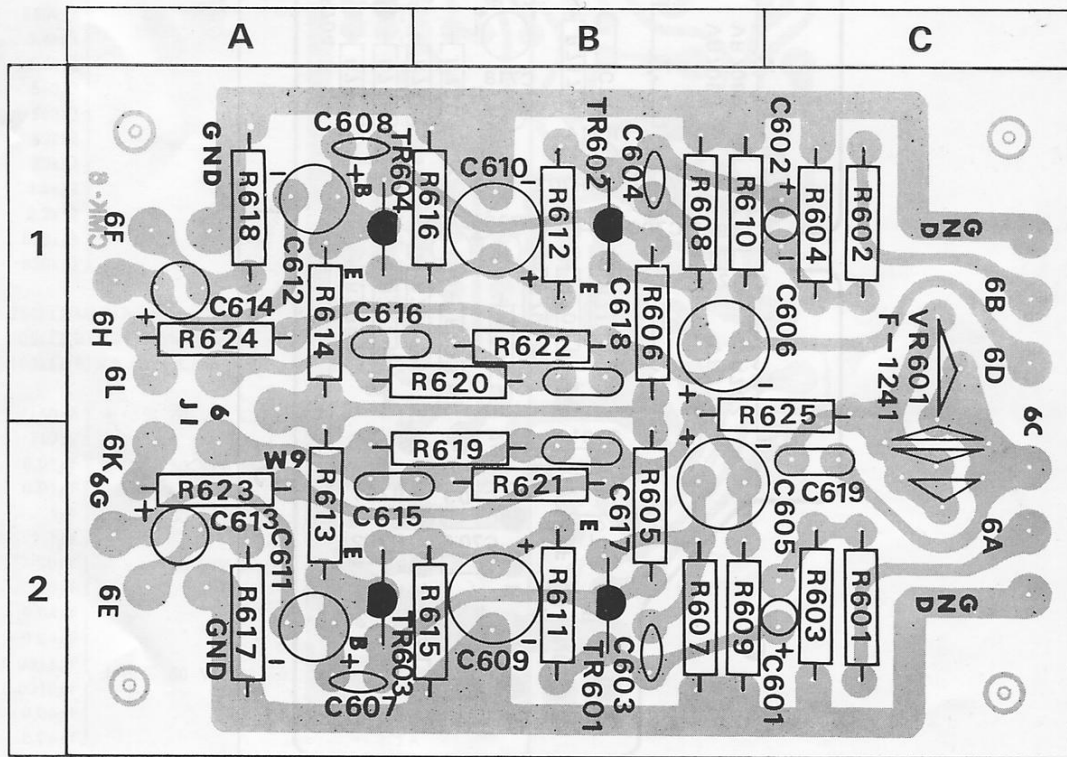 A B C
1
2
GND
R618
C608
+B
TR604
R616
C610
-
+
R612
TR602
C604
R608
R610
C602
+
-
R604
R602
GND
6F
C612
E
E
C614
+
6H
R624
R614
C616
R622
C618
R606
C606
6B
VR601
F-1241
6D
6L
R620
+
-
R625
6C
J1
6
6K
W9
R619
+
-
6G
R623
+
R613
C615
R621
C617
R605
C619
C613
C611
E
E
C605
6A
6E
R617
GND
-
B+
C607
TR603
R615
+
-
C609
R611
TR601
C603
R607
R609
-
+
C601
R603
R601
GND